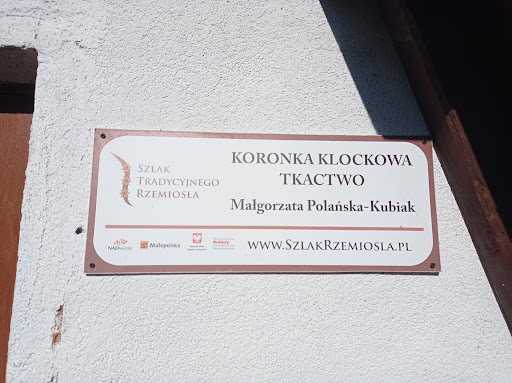 SZLAK
TRADYCYJNEGO
RZEMIOSŁA
KORONKA KLOCKOWA
TKACTWO
Małgorzata Polańska-Kubiak
Małopolska
WWW.SZLAKRZEMIOSLA.PL